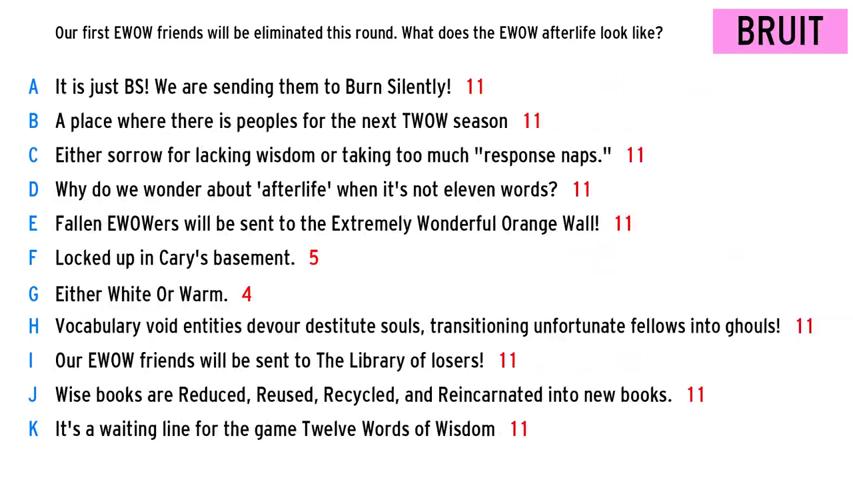 Our first EWOW friends will be eliminated this round. What does the EWOW afterlife look like?
BRUIT
A It is just BS! We are sending them to Burn Silently! 11
B A place where there is peoples for the next TWOW season 11
C Either sorrow for lacking wisdom or taking too much "response naps." 11
D Why do we wonder about 'afterlife' when it's not eleven words? 11
E Fallen EWOWers will be sent to the Extremely Wonderful Orange Wall! 11
F Locked up in Cary's basement. 5
G Either White Or Warm. 4
H Vocabulary void entities devour destitute souls, transitioning unfortunate fellows into ghouls! 11
I Our EWOW friends will be sent to The Library of losers! 11
J Wise books are Reduced, Reused, Recycled, and Reincarnated into new books. 11
K It's a waiting line for the game Twelve Words of Wisdom 11